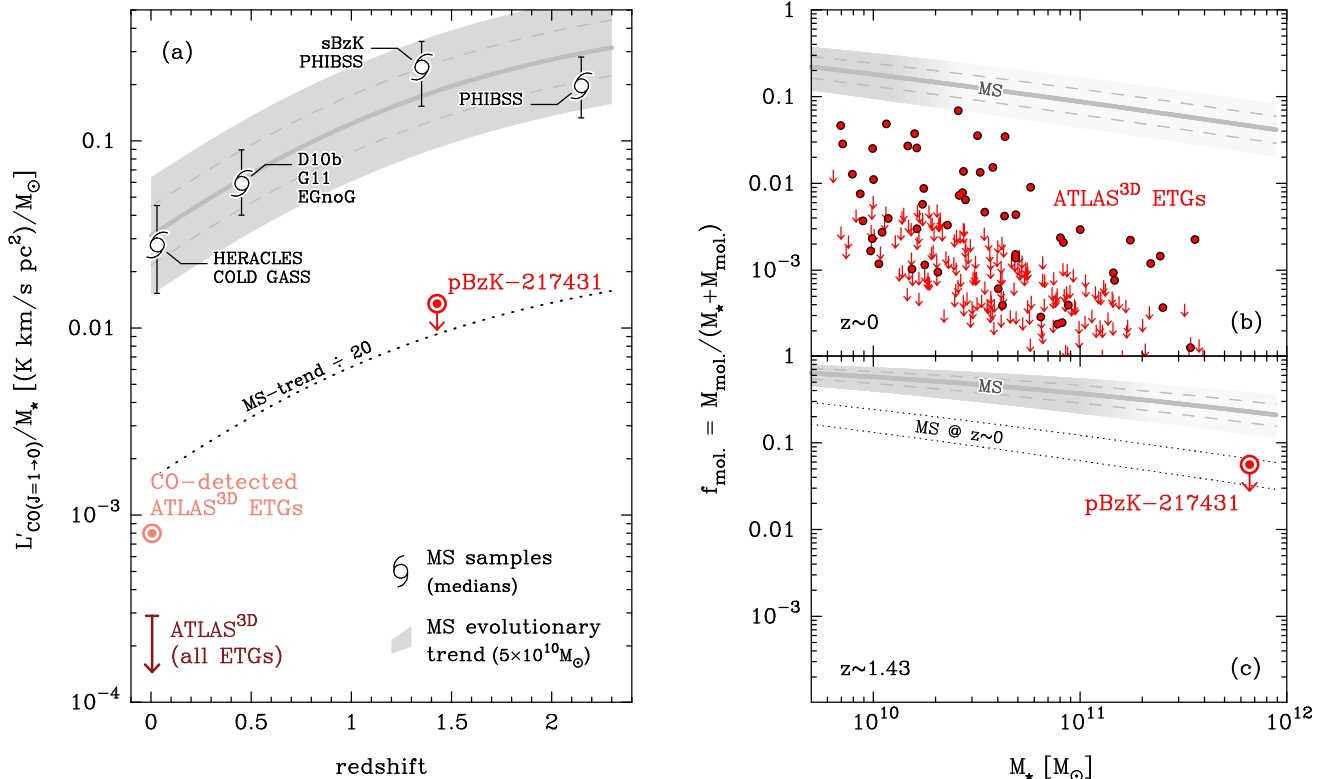 (a)
sBzK
PHIBSS
PHIBSS
D10b
G11
EGnoG
HERACLES
COLD GASS
pBzK−217431
MS−trend ÷ 20
CO−detected
ATLAS³ᴰ ETGs
MS samples
(medians)
ATLAS³ᴰ
(all ETGs)
MS evolutionary
trend (5×10¹⁰M⊙)
0.1
0.01
10⁻³
10⁻⁴
L′CO(J=1→0)/M⋆ [(K km/s pc²)/M⊙]
0 0.5 1 1.5 2
redshift
1
0.1
0.01
10⁻³
MS
ATLAS³ᴰ ETGs
z~0
(b)
1
0.1
0.01
10⁻³
MS
MS @ z~0
pBzK−217431
z~1.43
(c)
fmol. = Mmol./(M⋆+Mmol.)
10¹⁰ 10¹¹ 10¹²
M⋆ [M⊙]